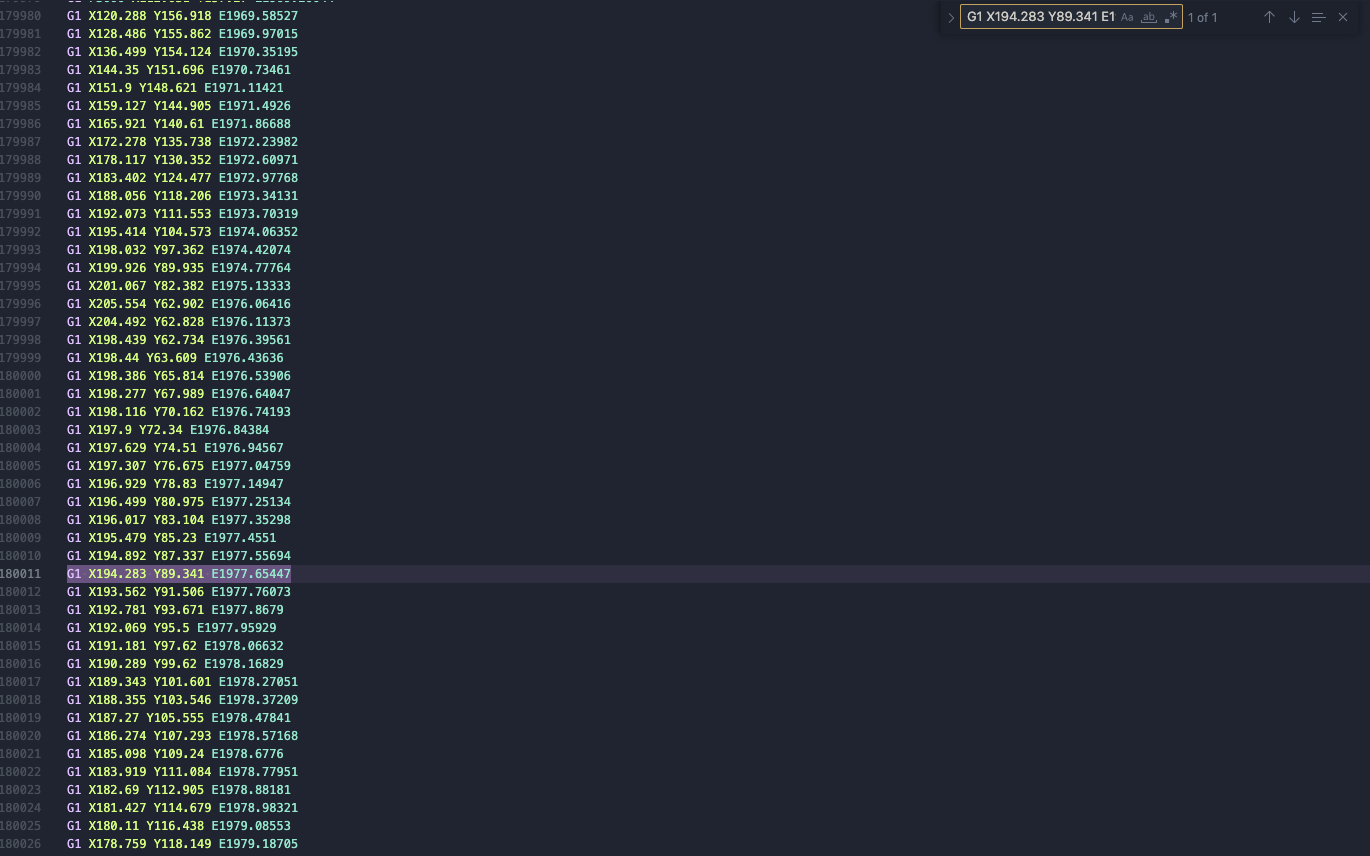 G1 X194.283 Y89.341 E1 Aa ab .* 1 of 1
179980 G1 X120.288 Y156.918 E1969.58527
179981 G1 X128.486 Y155.862 E1969.97015
179982 G1 X136.499 Y154.124 E1970.35195
179983 G1 X144.35 Y151.696 E1970.73461
179984 G1 X151.9 Y148.621 E1971.11421
179985 G1 X159.127 Y144.905 E1971.4926
179986 G1 X165.921 Y140.61 E1971.86688
179987 G1 X172.278 Y135.738 E1972.23982
179988 G1 X178.117 Y130.352 E1972.60971
179989 G1 X183.402 Y124.477 E1972.97768
179990 G1 X188.056 Y118.206 E1973.34131
179991 G1 X192.073 Y111.553 E1973.70319
179992 G1 X195.414 Y104.573 E1974.06352
179993 G1 X198.032 Y97.362 E1974.42074
179994 G1 X199.926 Y89.935 E1974.77764
179995 G1 X201.067 Y82.382 E1975.13333
179996 G1 X205.554 Y62.902 E1976.06416
179997 G1 X204.492 Y62.828 E1976.11373
179998 G1 X198.439 Y62.734 E1976.39561
179999 G1 X198.44 Y63.609 E1976.43636
180000 G1 X198.386 Y65.814 E1976.53906
180001 G1 X198.277 Y67.989 E1976.64047
180002 G1 X198.116 Y70.162 E1976.74193
180003 G1 X197.9 Y72.34 E1976.84384
180004 G1 X197.629 Y74.51 E1976.94567
180005 G1 X197.307 Y76.675 E1977.04759
180006 G1 X196.929 Y78.83 E1977.14947
180007 G1 X196.499 Y80.975 E1977.25134
180008 G1 X196.017 Y83.104 E1977.35298
180009 G1 X195.479 Y85.23 E1977.4551
180010 G1 X194.892 Y87.337 E1977.55694
180011 G1 X194.283 Y89.341 E1977.65447
180012 G1 X193.562 Y91.506 E1977.76073
180013 G1 X192.781 Y93.671 E1977.8679
180014 G1 X192.069 Y95.5 E1977.95929
180015 G1 X191.181 Y97.62 E1978.06632
180016 G1 X190.289 Y99.62 E1978.16829
180017 G1 X189.343 Y101.601 E1978.27051
180018 G1 X188.355 Y103.546 E1978.37209
180019 G1 X187.27 Y105.555 E1978.47841
180020 G1 X186.274 Y107.293 E1978.57168
180021 G1 X185.098 Y109.24 E1978.6776
180022 G1 X183.919 Y111.084 E1978.77951
180023 G1 X182.69 Y112.905 E1978.88181
180024 G1 X181.427 Y114.679 E1978.98321
180025 G1 X180.11 Y116.438 E1979.08553
180026 G1 X178.759 Y118.149 E1979.18705